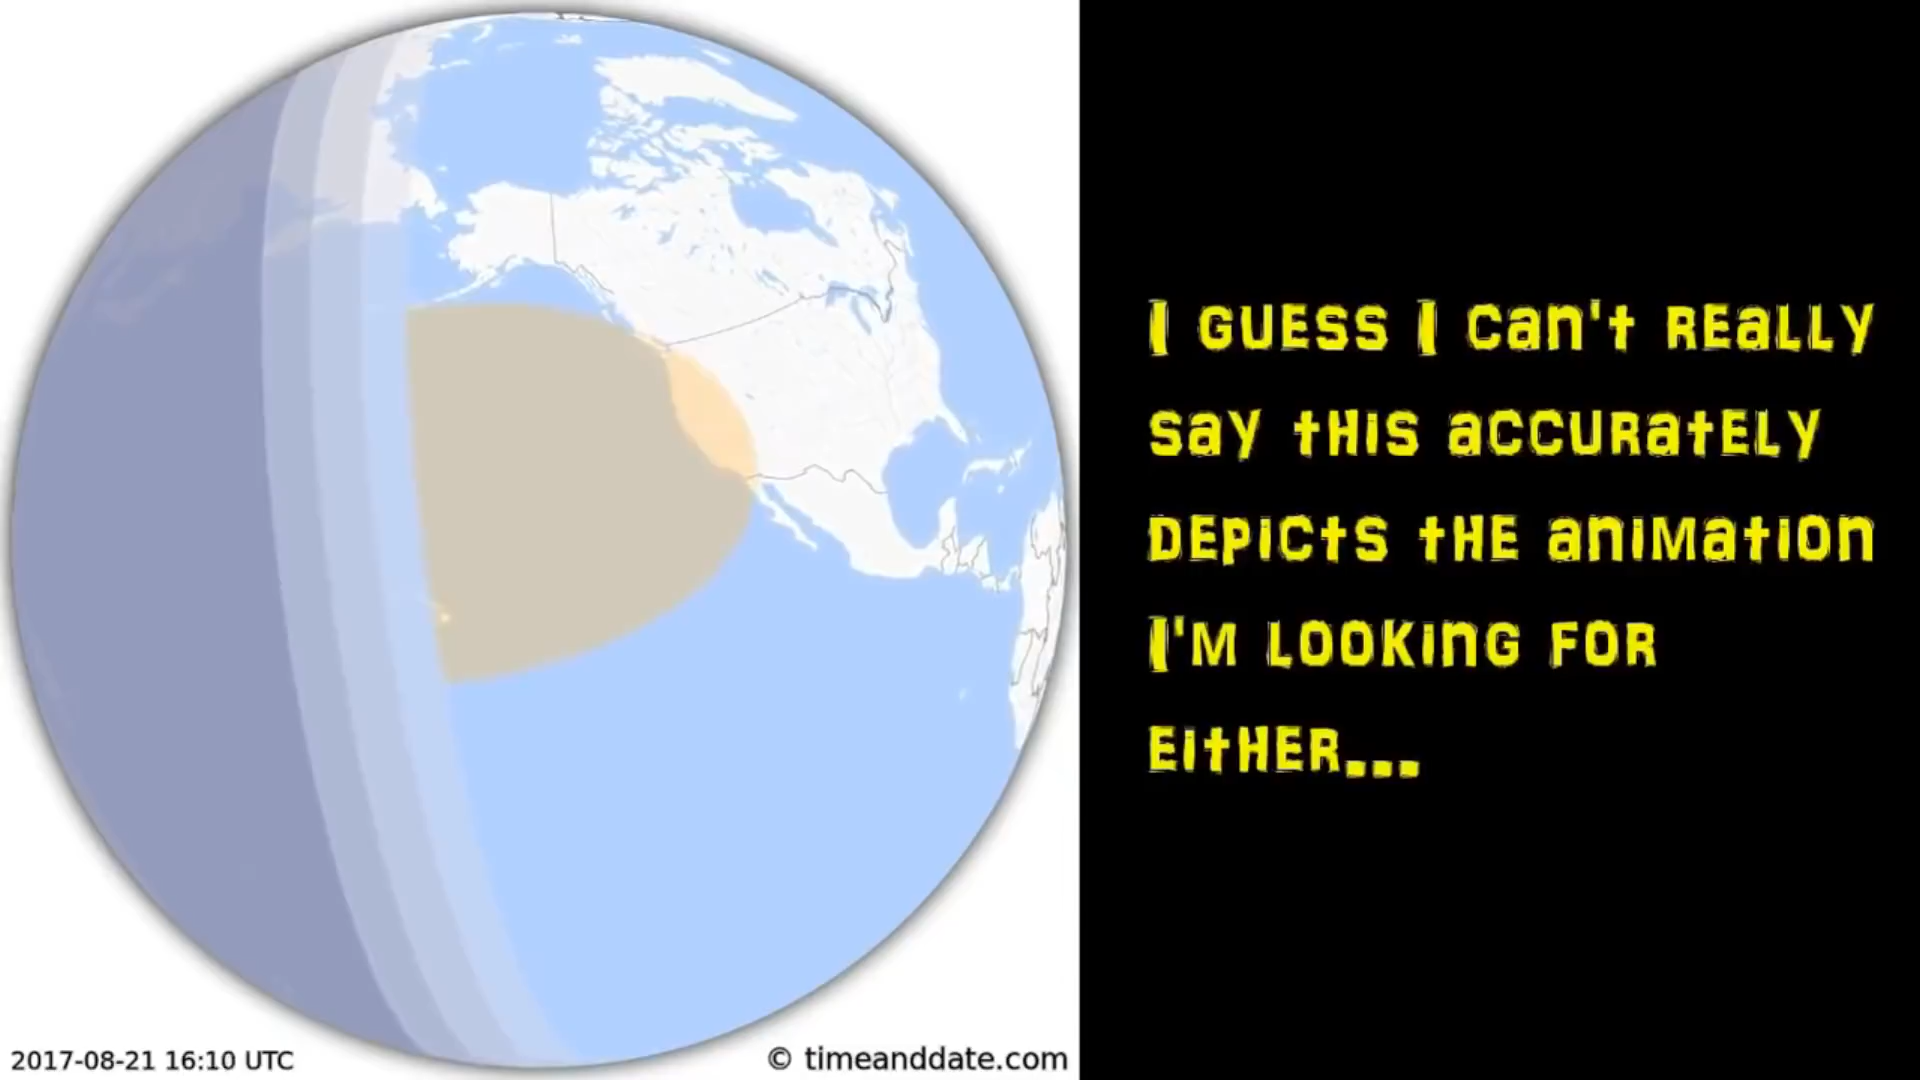 I guess I can't really
say this accurately
depicts the animation
I'm looking for
either...
2017-08-21 16:10 UTC
© timeanddate.com